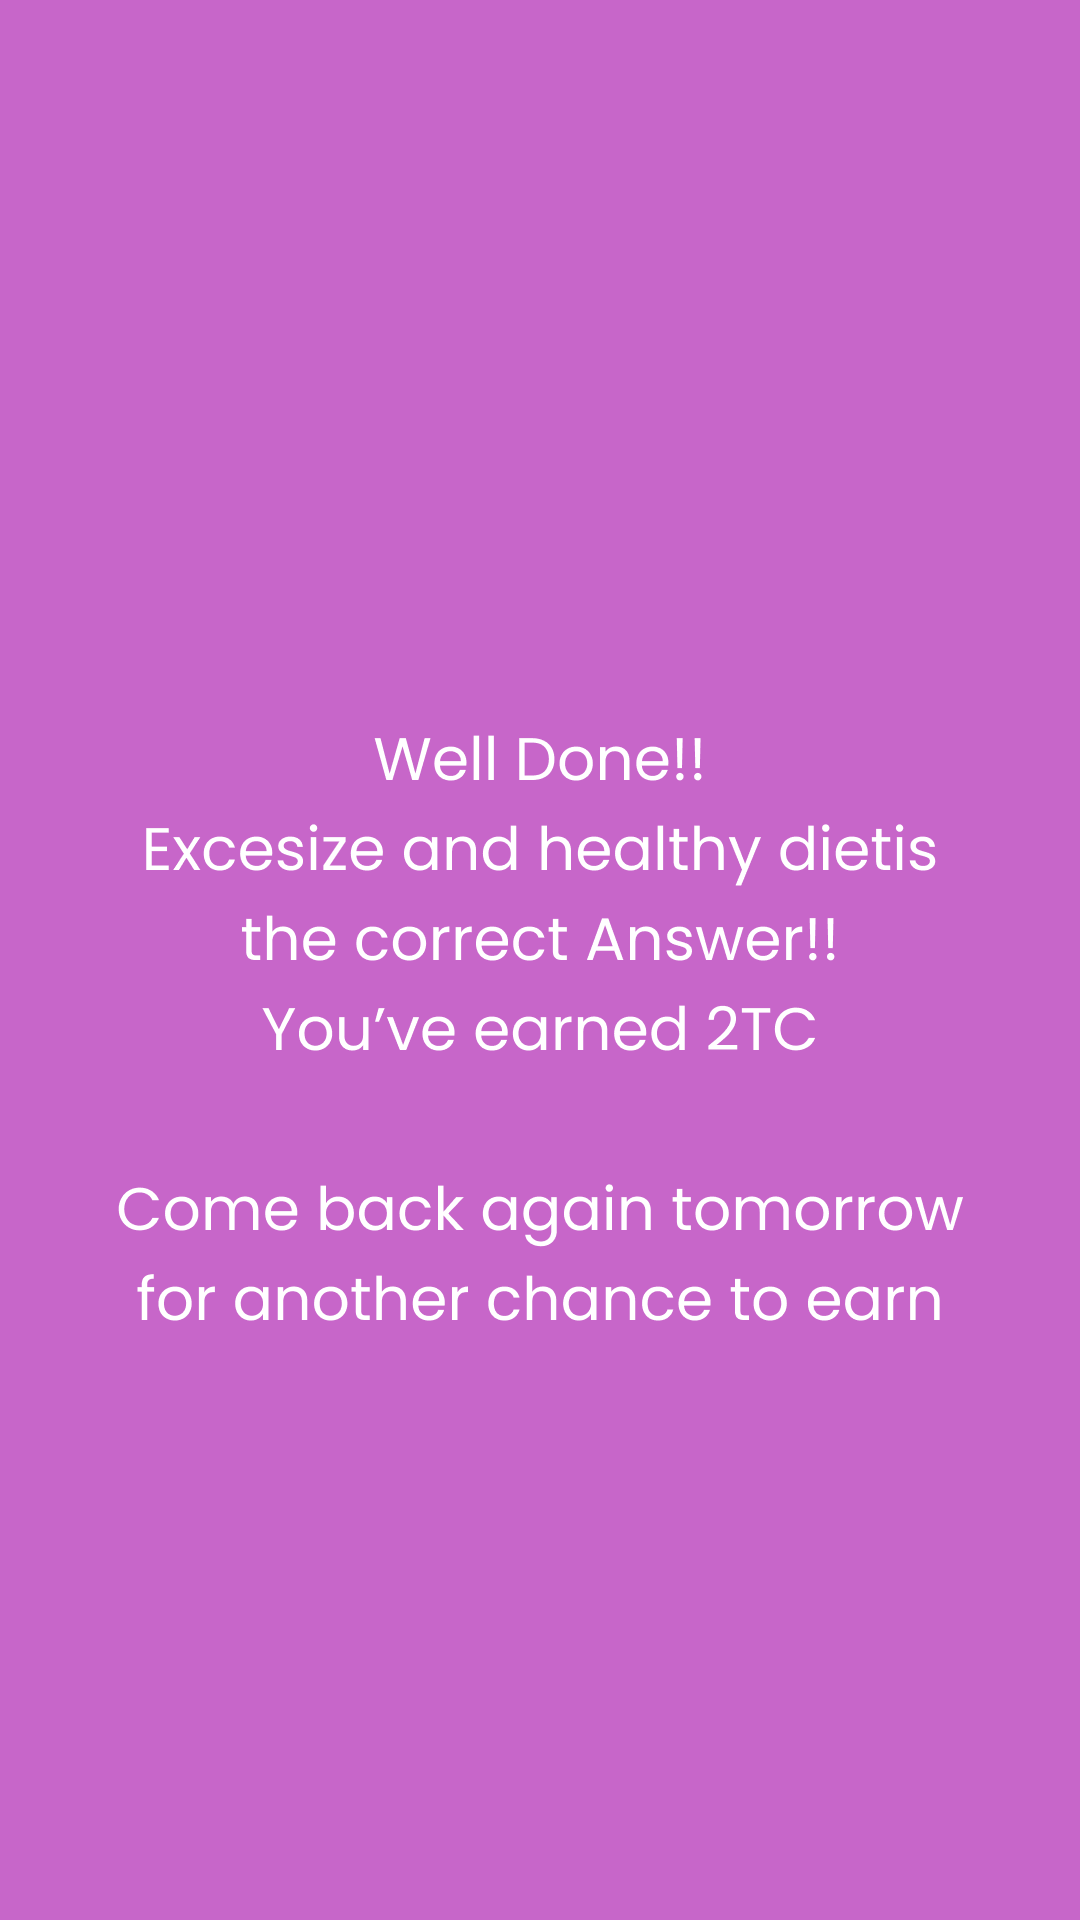 Well Done!!
Excesize and healthy dietis
the correct Answer!!
You’ve earned 2TC
Come back again tomorrow
for another chance to earn